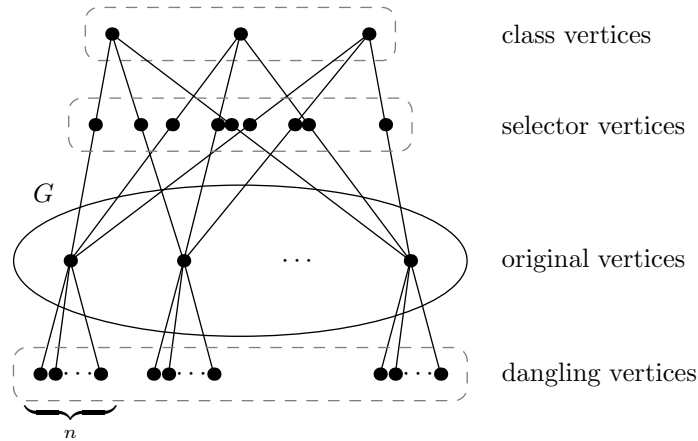 class vertices
selector vertices
G
· · ·
original vertices
· · ·
· · ·
· · ·
dangling vertices
n